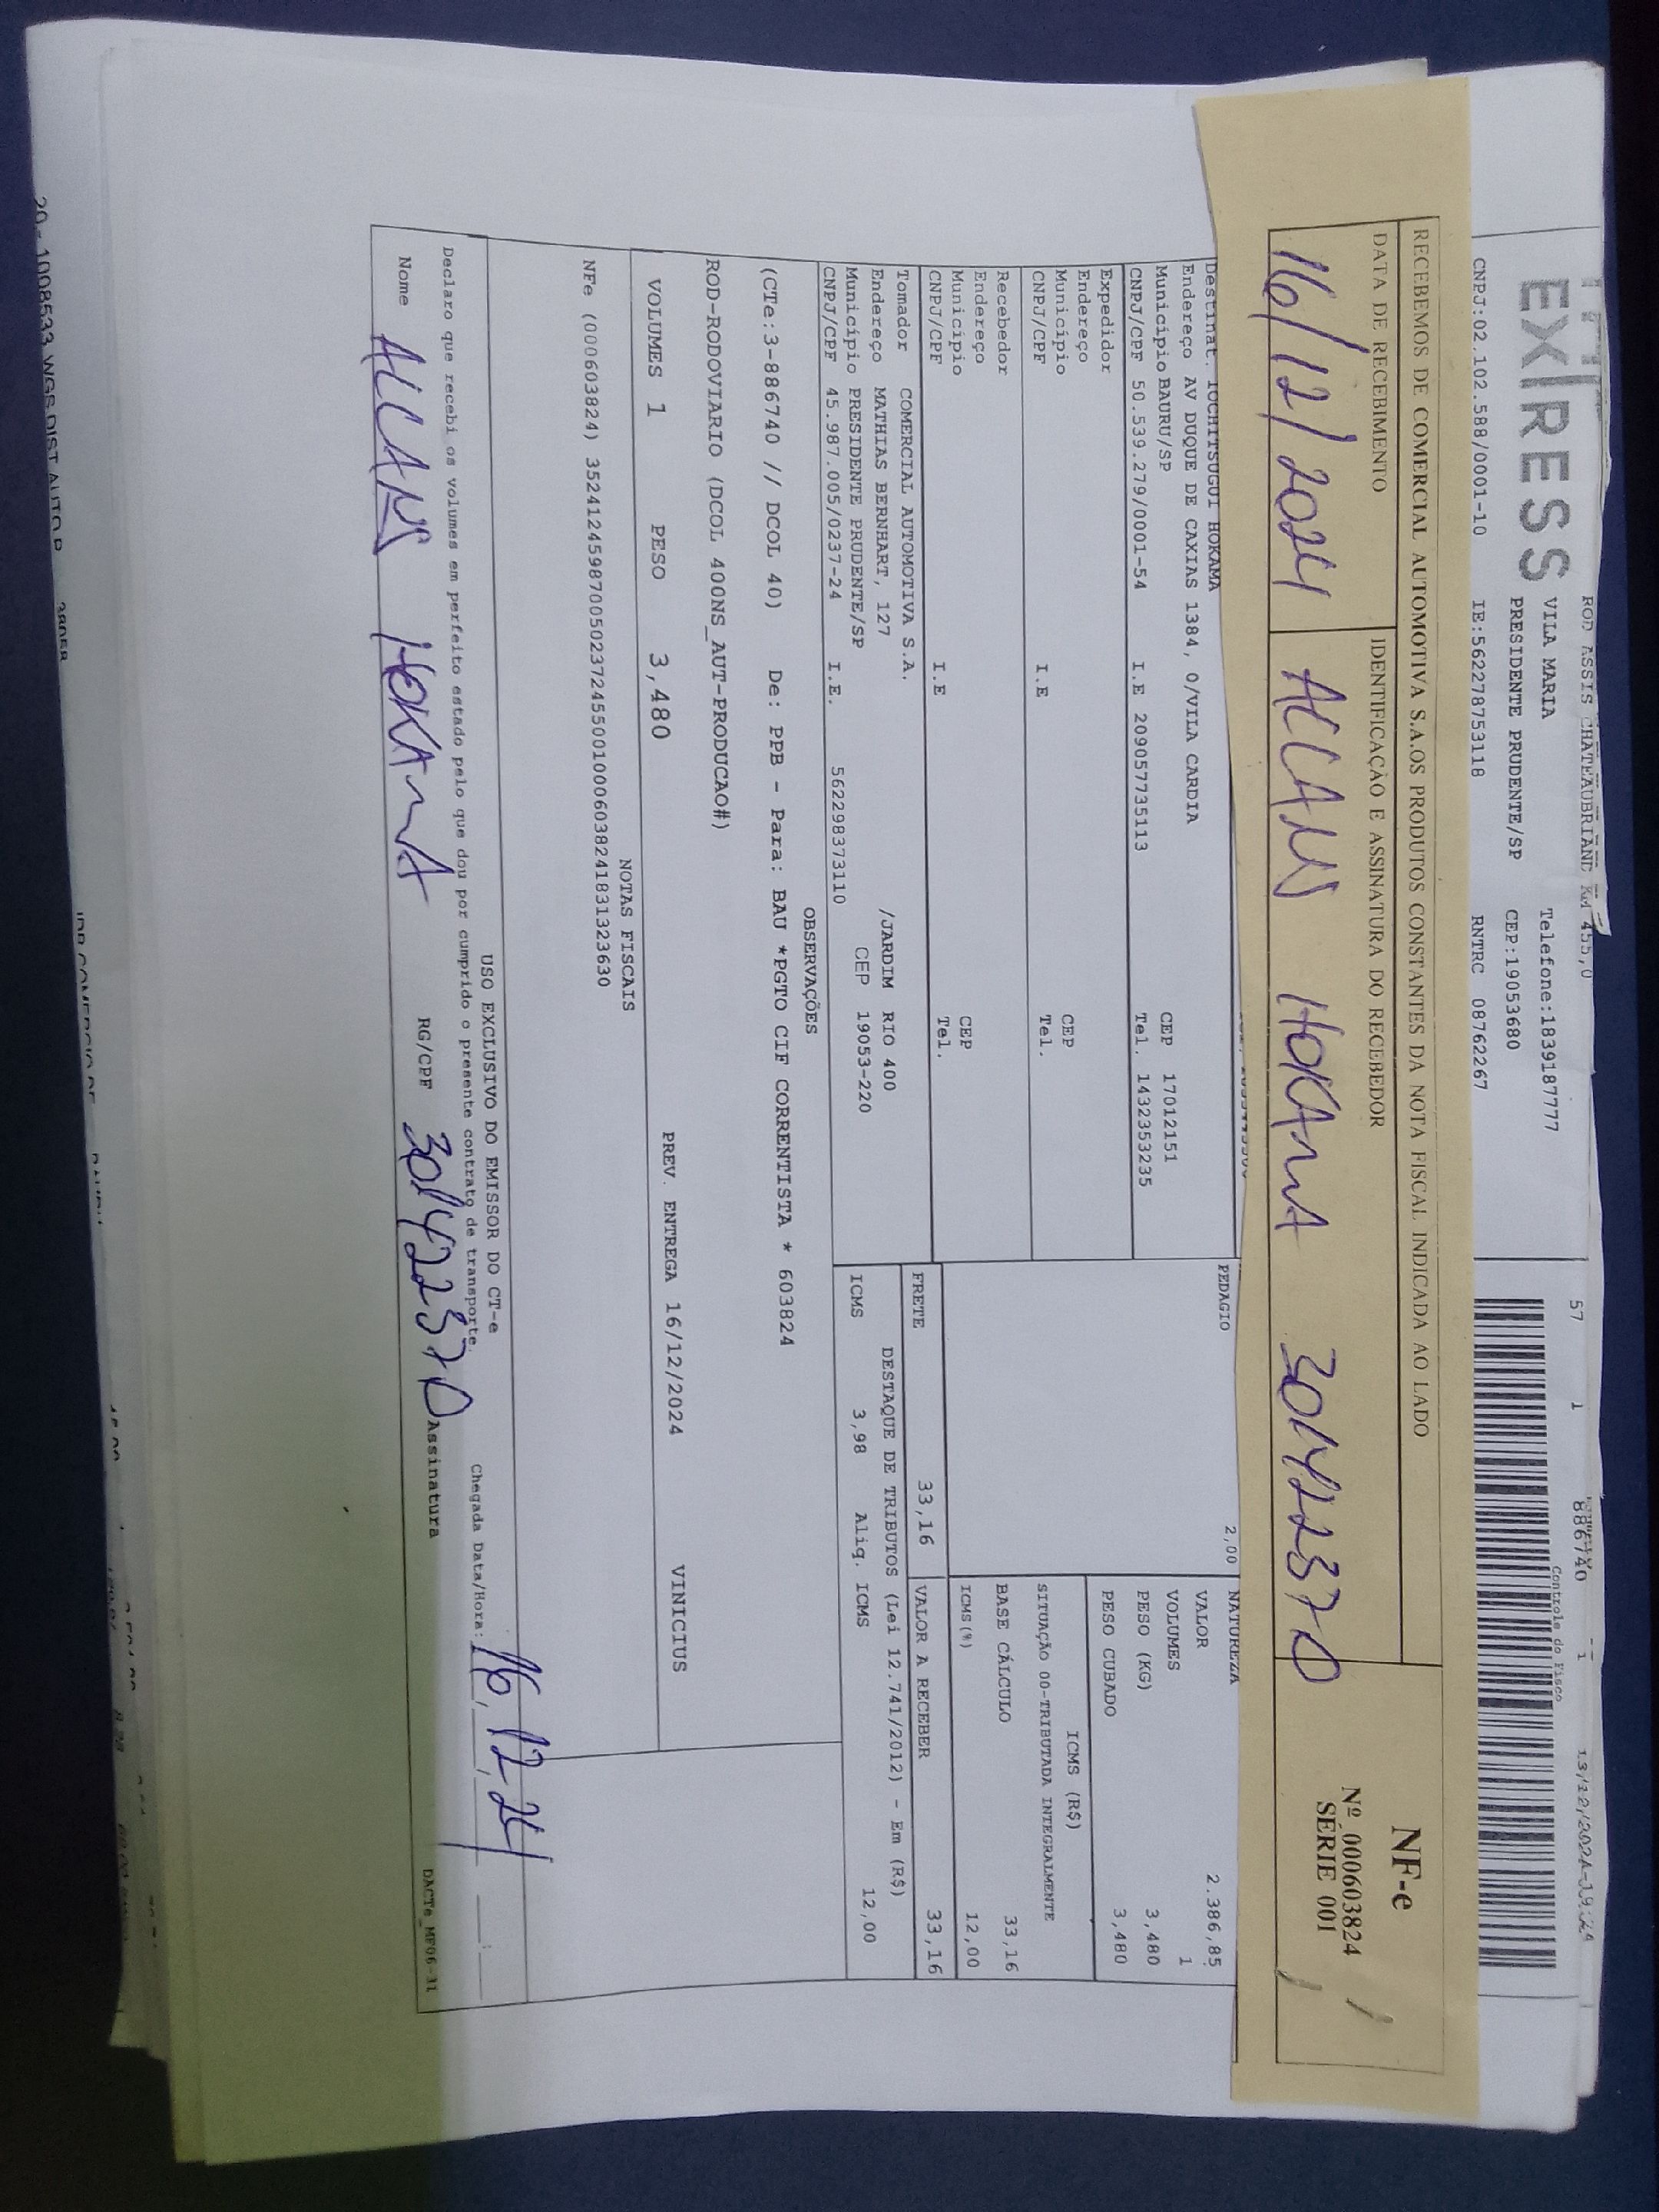 EXPRESS
ROD ASSIS CHATEAUBRIAND KM 455,0
VILA MARIA Telefone:1839187777
PRESIDENTE PRUDENTE/SP CEP:19053680
CNPJ:02.102.588/0001-10 IE:562278753118 RNTRC 08762267
57 1 886740 1
Controle do Fisco
RECEBEMOS DE COMERCIAL AUTOMOTIVA S.A.OS PRODUTOS CONSTANTES DA NOTA FISCAL INDICADA AO LADO
DATA DE RECEBIMENTO IDENTIFICAÇÃO E ASSINATURA DO RECEBEDOR
16/12/2024 ALLAN HOKAMA
NF-e
Nº 000603824
SÉRIE 001
PEDAGIO 2,00
Destinat. IOCHITSUGUI HOKAMA
Endereço AV DUQUE DE CAXIAS 1384, 0/VILA CARDIA
Município BAURU/SP CEP 17012151
CNPJ/CPF 50.539.279/0001-54 I.E 209057735113 Tel. 1432353235
Expedidor
Endereço
Município CEP
CNPJ/CPF I.E Tel.
Recebedor
Endereço
Município CEP
CNPJ/CPF I.E Tel.
Tomador COMERCIAL AUTOMOTIVA S.A.
Endereço MATHIAS BERNHART, 127 /JARDIM RIO 400
Município PRESIDENTE PRUDENTE/SP CEP 19053-220
CNPJ/CPF 45.987.005/0237-24 I.E. 562298373110
NATUREZA
VALOR 2.386,85
VOLUMES 1
PESO (KG) 3,480
PESO CUBADO 3,480
ICMS (R$)
SITUAÇÃO 00-TRIBUTADA INTEGRALMENTE
BASE CÁLCULO 33,16
ICMS(%) 12,00
FRETE 33,16 VALOR A RECEBER 33,16
DESTAQUE DE TRIBUTOS (Lei 12.741/2012) - Em (R$)
ICMS 3,98 Aliq. ICMS 12,00
OBSERVAÇÕES
(CTe:3-886740 // DCOL 40) De: PPB - Para: BAU *PGTO CIF CORRENTISTA * 603824
ROD-RODOVIARIO (DCOL 400NS_AUT-PRODUCAO#)
VOLUMES 1 PESO 3,480 PREV. ENTREGA 16/12/2024 VINICIUS
NOTAS FISCAIS
NFe (000603824) 35241245987005023724550010006038241831323630
USO EXCLUSIVO DO EMISSOR DO CT-e
Declaro que recebi os volumes em perfeito estado pelo que dou por cumprido o presente contrato de transporte
Chegada Data/Hora: 16/12/24
Nome ALLAN HOKAMA RG/CPF Assinatura
DACTe_MF06-31
20- 1008533 WGS DIST AUTO P